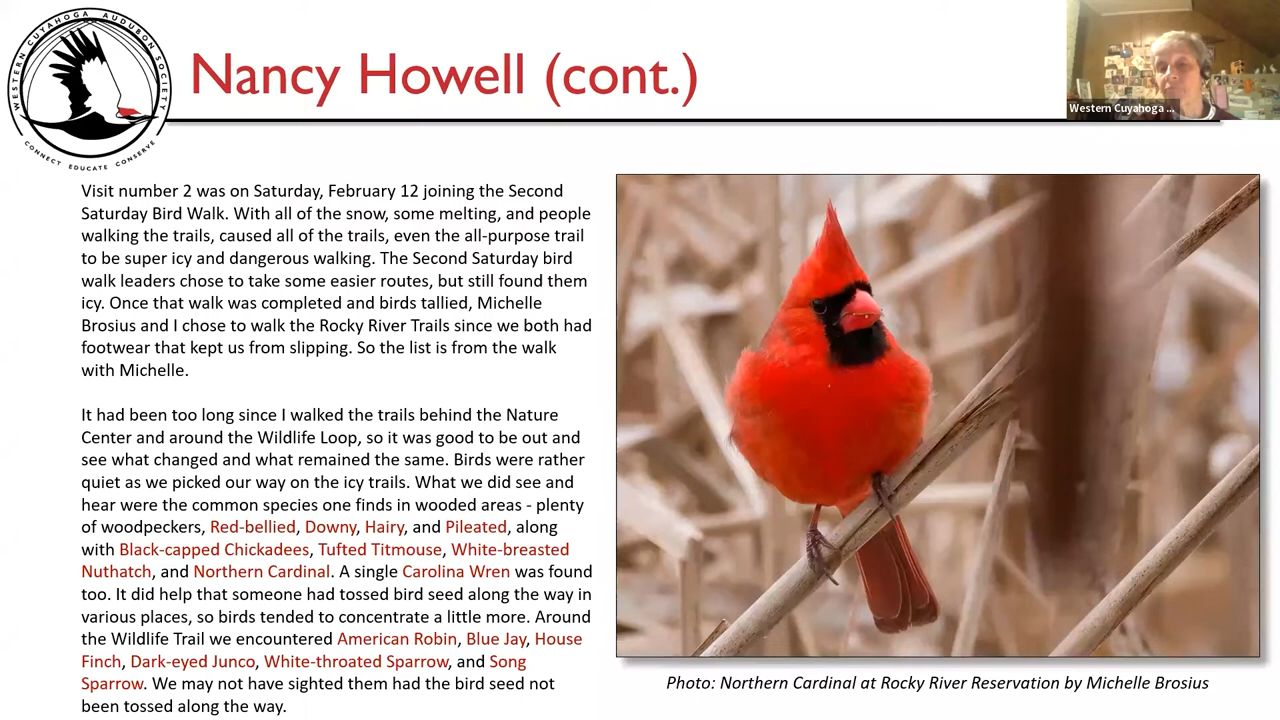 WESTERN CUYAHOGA AUDUBON SOCIETY
CONNECT EDUCATE CONSERVE
Nancy Howell (cont.)
Western Cuyahoga ...
Visit number 2 was on Saturday, February 12 joining the Second
Saturday Bird Walk. With all of the snow, some melting, and people
walking the trails, caused all of the trails, even the all-purpose trail
to be super icy and dangerous walking. The Second Saturday bird
walk leaders chose to take some easier routes, but still found them
icy. Once that walk was completed and birds tallied, Michelle
Brosius and I chose to walk the Rocky River Trails since we both had
footwear that kept us from slipping. So the list is from the walk
with Michelle.
It had been too long since I walked the trails behind the Nature
Center and around the Wildlife Loop, so it was good to be out and
see what changed and what remained the same. Birds were rather
quiet as we picked our way on the icy trails. What we did see and
hear were the common species one finds in wooded areas - plenty
of woodpeckers, Red-bellied, Downy, Hairy, and Pileated, along
with Black-capped Chickadees, Tufted Titmouse, White-breasted
Nuthatch, and Northern Cardinal. A single Carolina Wren was found
too. It did help that someone had tossed bird seed along the way in
various places, so birds tended to concentrate a little more. Around
the Wildlife Trail we encountered American Robin, Blue Jay, House
Finch, Dark-eyed Junco, White-throated Sparrow, and Song
Sparrow. We may not have sighted them had the bird seed not
been tossed along the way.
Photo: Northern Cardinal at Rocky River Reservation by Michelle Brosius